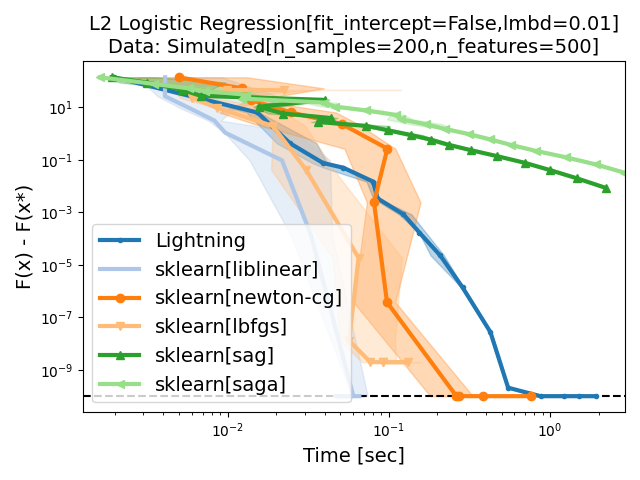 L2 Logistic Regression[fit_intercept=False,lmbd=0.01]
Data: Simulated[n_samples=200,n_features=500]
F(x) - F(x*)
10^1
10^-1
10^-3
10^-5
10^-7
10^-9
Lightning
sklearn[liblinear]
sklearn[newton-cg]
sklearn[lbfgs]
sklearn[sag]
sklearn[saga]
10^-2 10^-1 10^0
Time [sec]